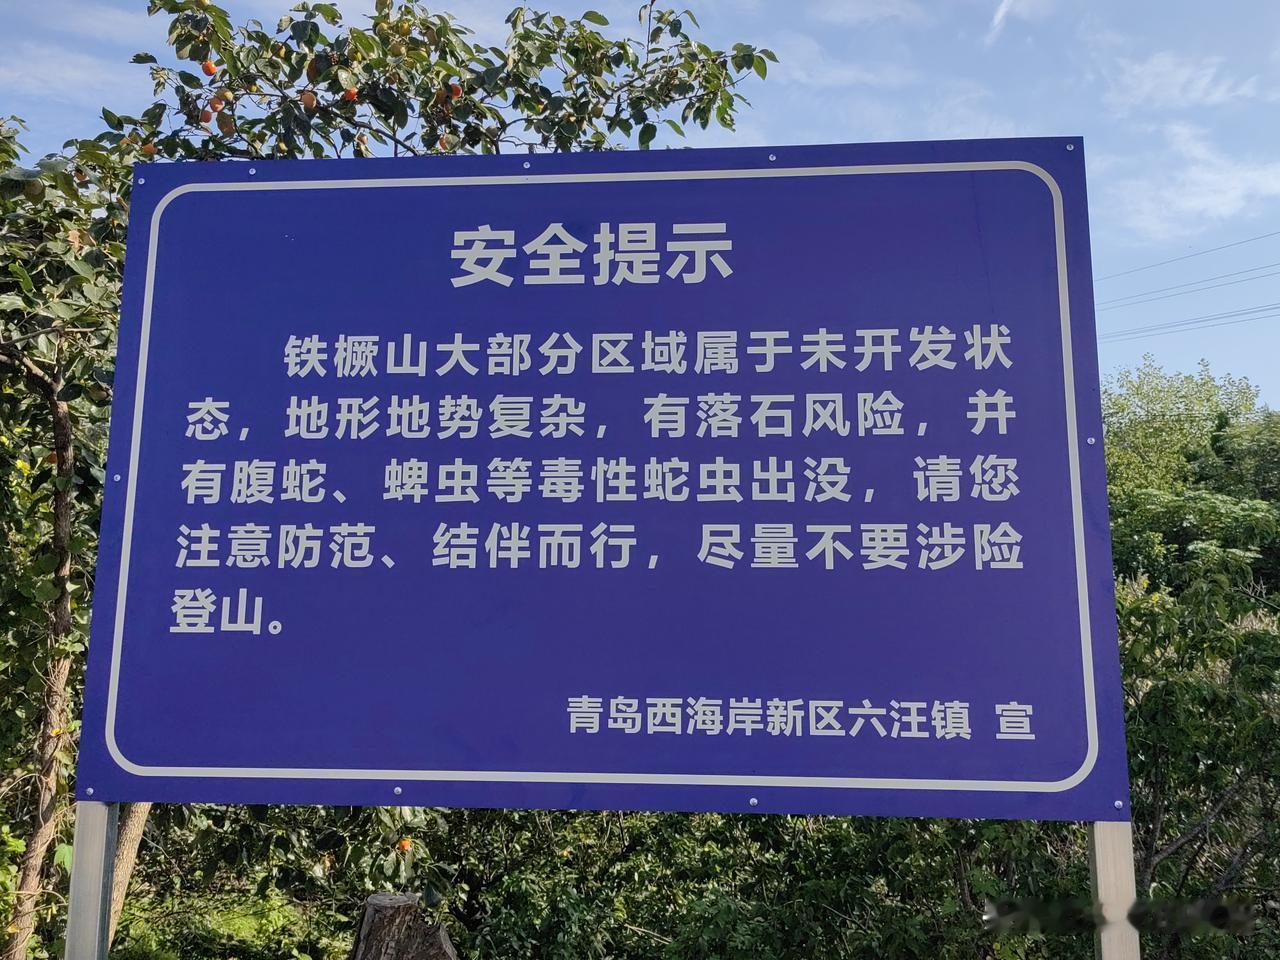 安全提示
铁橛山大部分区域属于未开发状
态，地形地势复杂，有落石风险，并
有腹蛇、蜱虫等毒性蛇虫出没，请您
注意防范、结伴而行，尽量不要涉险
登山。
青岛西海岸新区六汪镇 宣